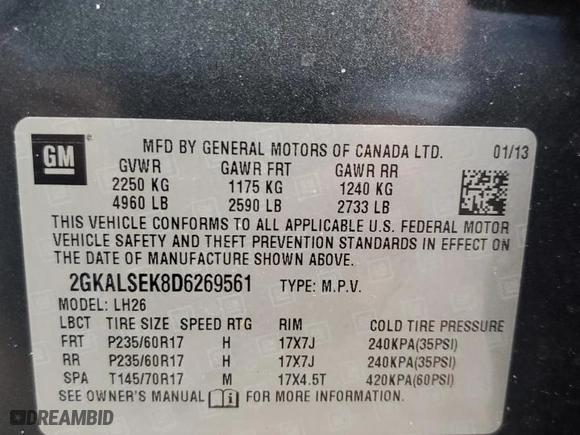 GM
MFD BY GENERAL MOTORS OF CANADA LTD. 01/13
GVWR GAWR FRT GAWR RR
2250 KG 1175 KG 1240 KG
4960 LB 2590 LB 2733 LB
THIS VEHICLE CONFORMS TO ALL APPLICABLE U.S. FEDERAL MOTOR
VEHICLE SAFETY AND THEFT PREVENTION STANDARDS IN EFFECT ON
THE DATE OF MANUFACTURE SHOWN ABOVE.
2GKALSEK8D6269561 TYPE: M.P.V.
MODEL: LH26
LBCT TIRE SIZE SPEED RTG RIM COLD TIRE PRESSURE
FRT P235/60R17 H 17X7J 240KPA(35PSI)
RR P235/60R17 H 17X7J 240KPA(35PSI)
SPA T145/70R17 M 17X4.5T 420KPA(60PSI)
SEE OWNER'S MANUAL i FOR MORE INFORMATION.
DREAMBID